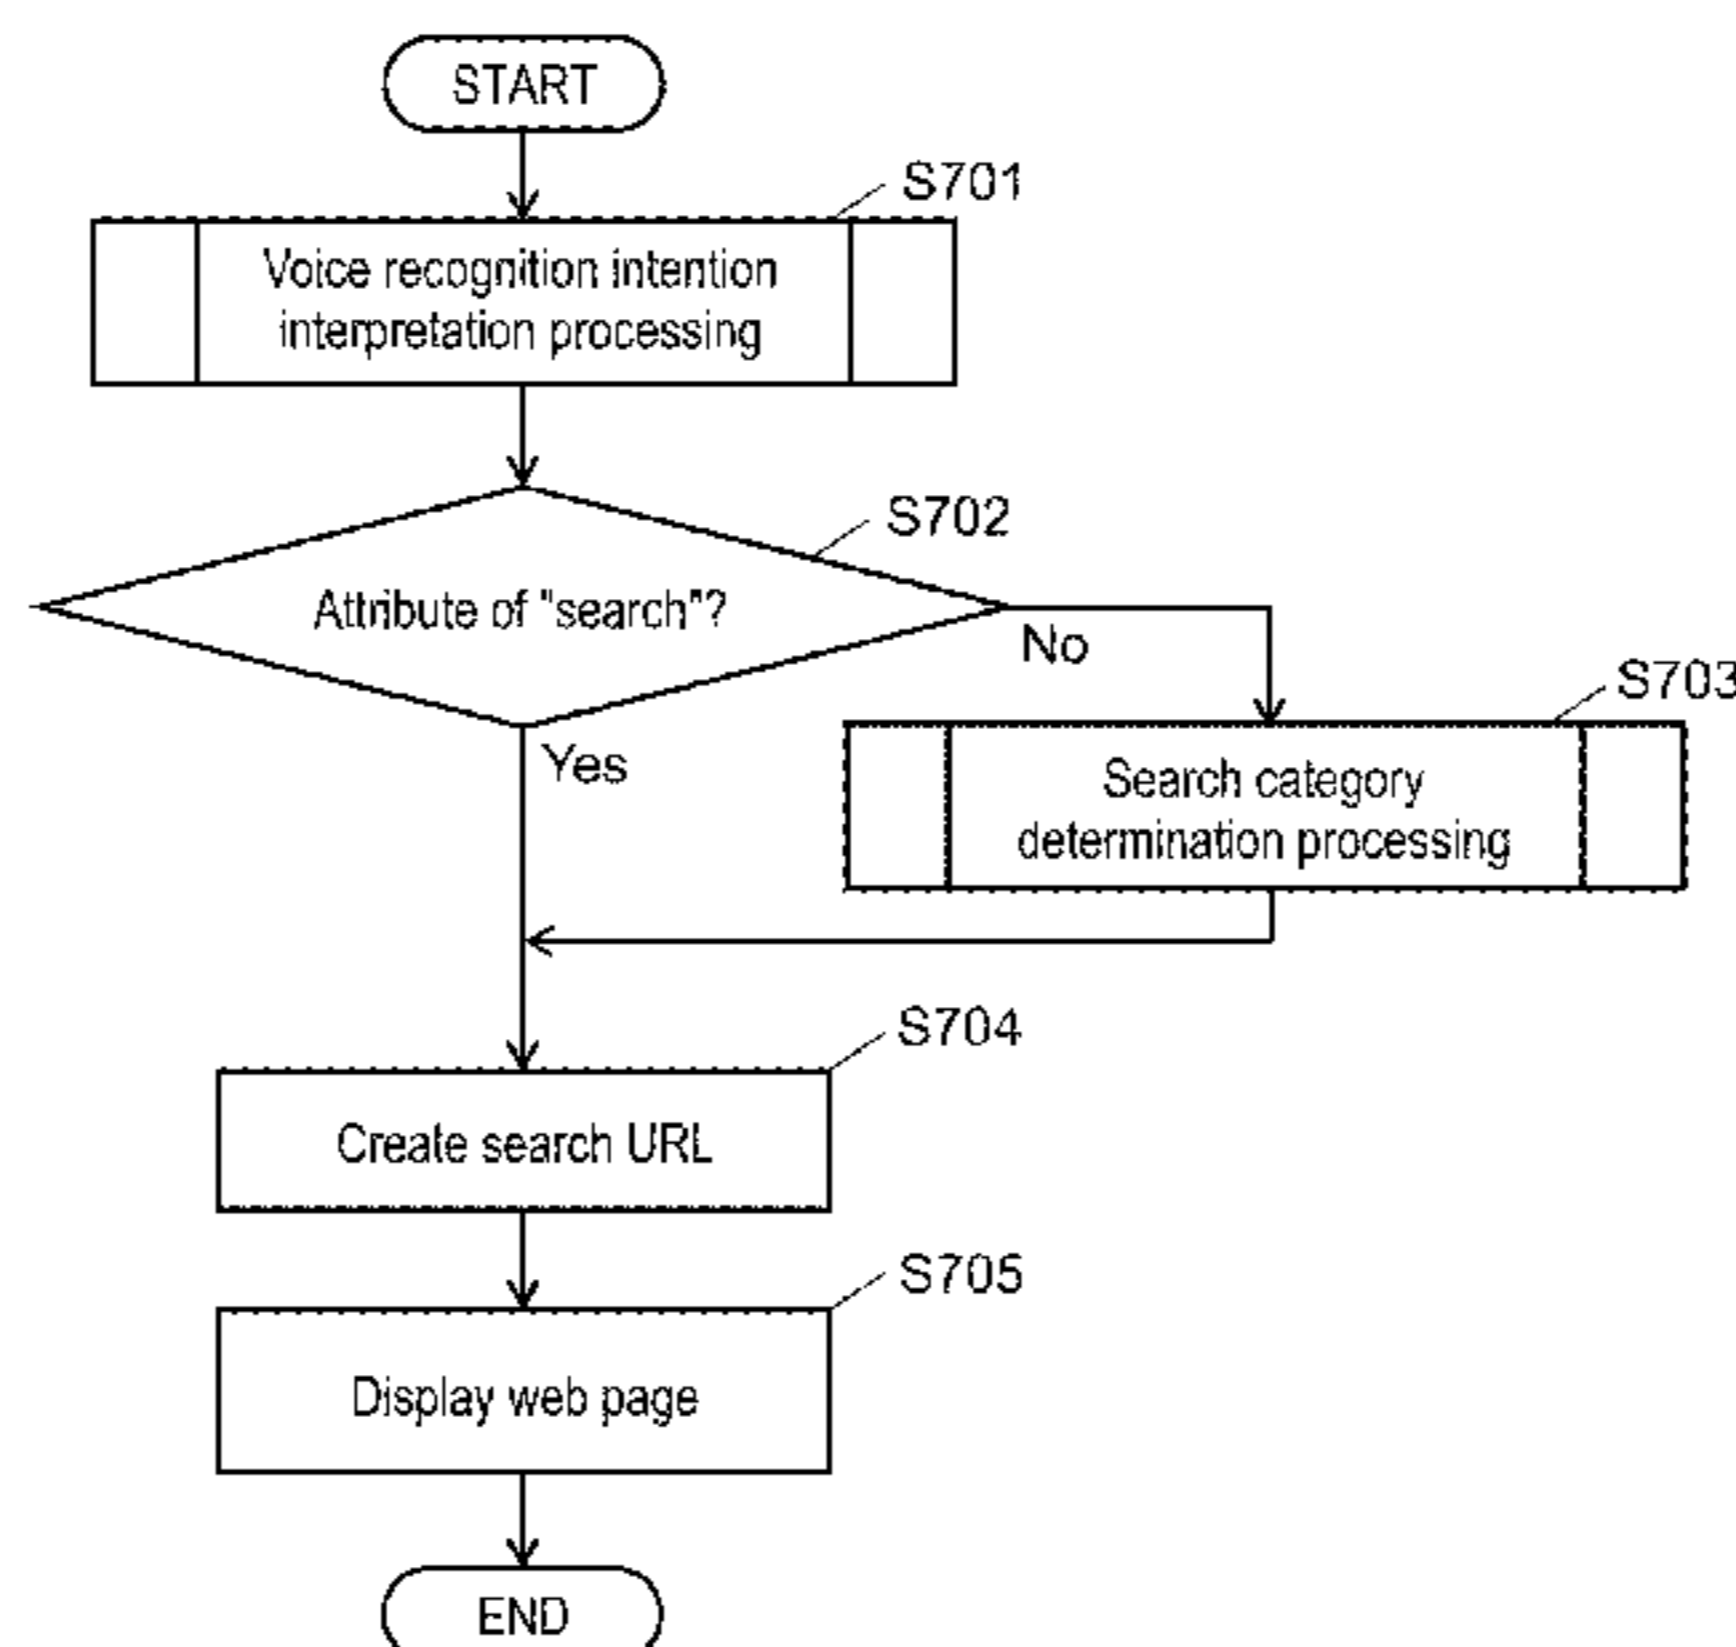 START
S701
Voice recognition intention
interpretation processing
S702
Attribute of "search"?
No
S703
Yes
Search category
determination processing
S704
Create search URL
S705
Display web page
END